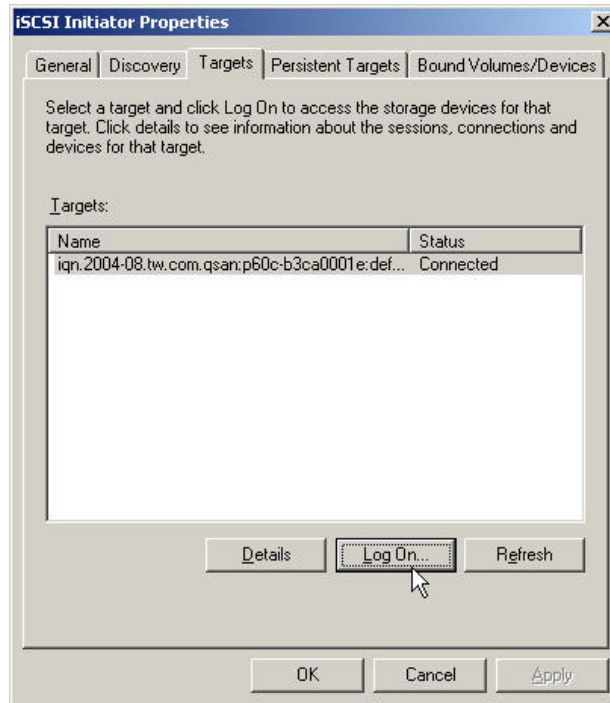 iSCSI Initiator Properties
General Discovery Targets Persistent Targets Bound Volumes/Devices
Select a target and click Log On to access the storage devices for that
target. Click details to see information about the sessions, connections and
devices for that target.
Targets:
Name Status
iqn.2004-08.tw.com.qsan:p60c-b3ca0001e:def... Connected
Details Log On... Refresh
OK Cancel Apply